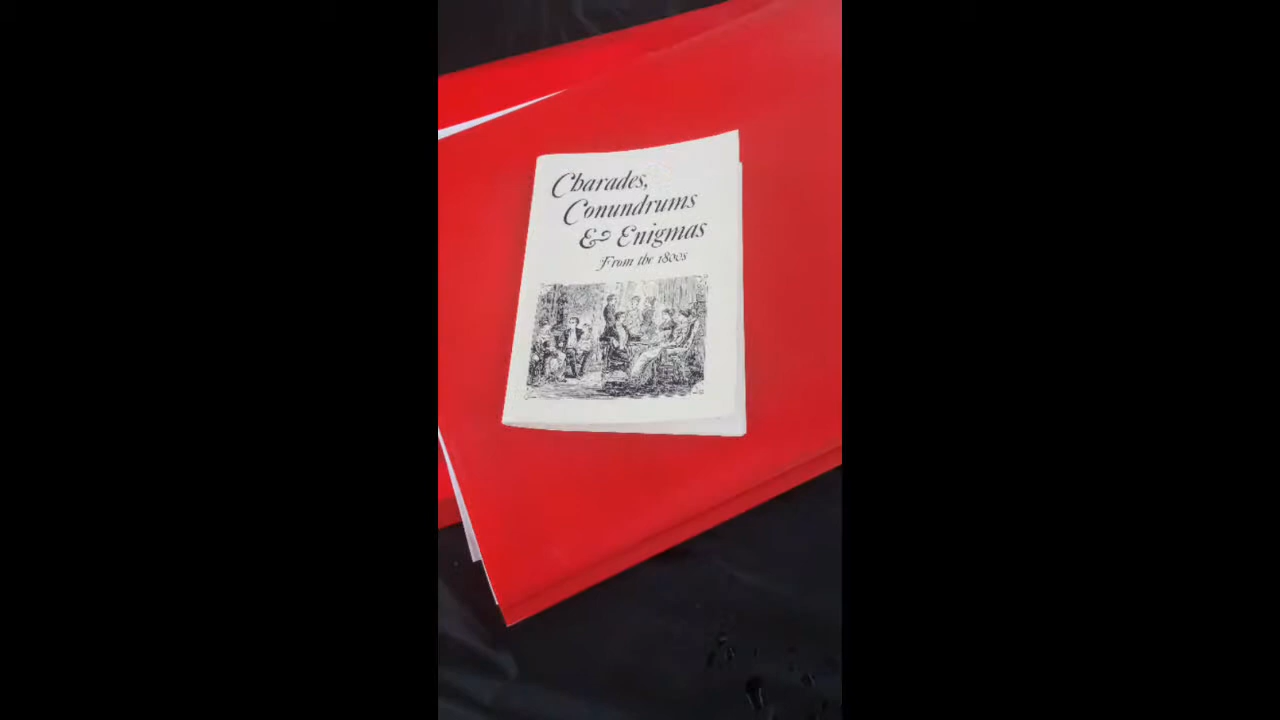 Charades,
Conundrums
& Enigmas
From the 1800s